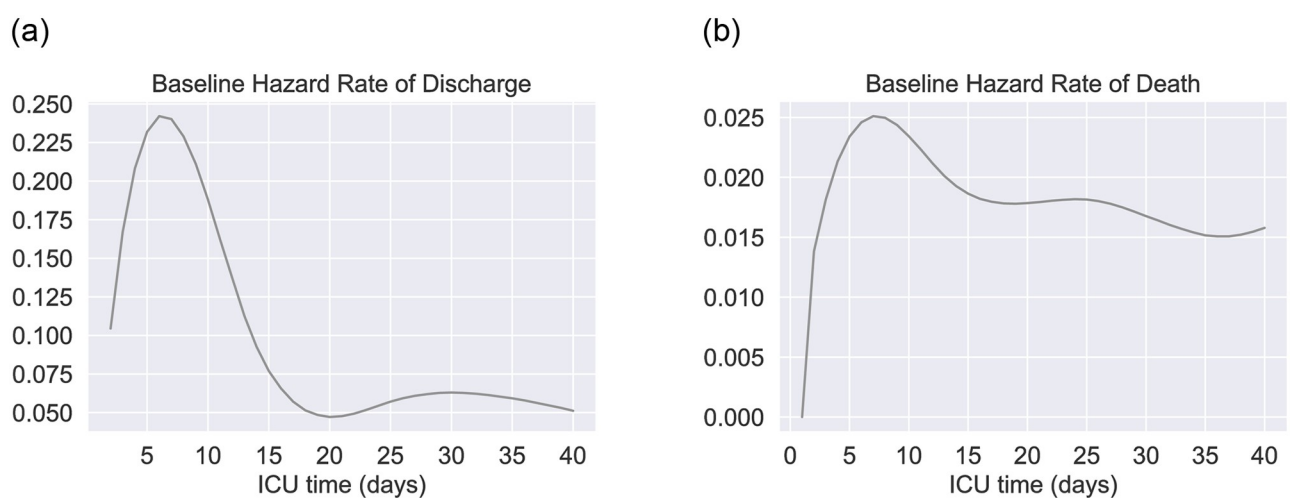 (a)
Baseline Hazard Rate of Discharge
0.250
0.225
0.200
0.175
0.150
0.125
0.100
0.075
0.050
5 10 15 20 25 30 35 40
ICU time (days)
(b)
Baseline Hazard Rate of Death
0.025
0.020
0.015
0.010
0.005
0.000
0 5 10 15 20 25 30 35 40
ICU time (days)